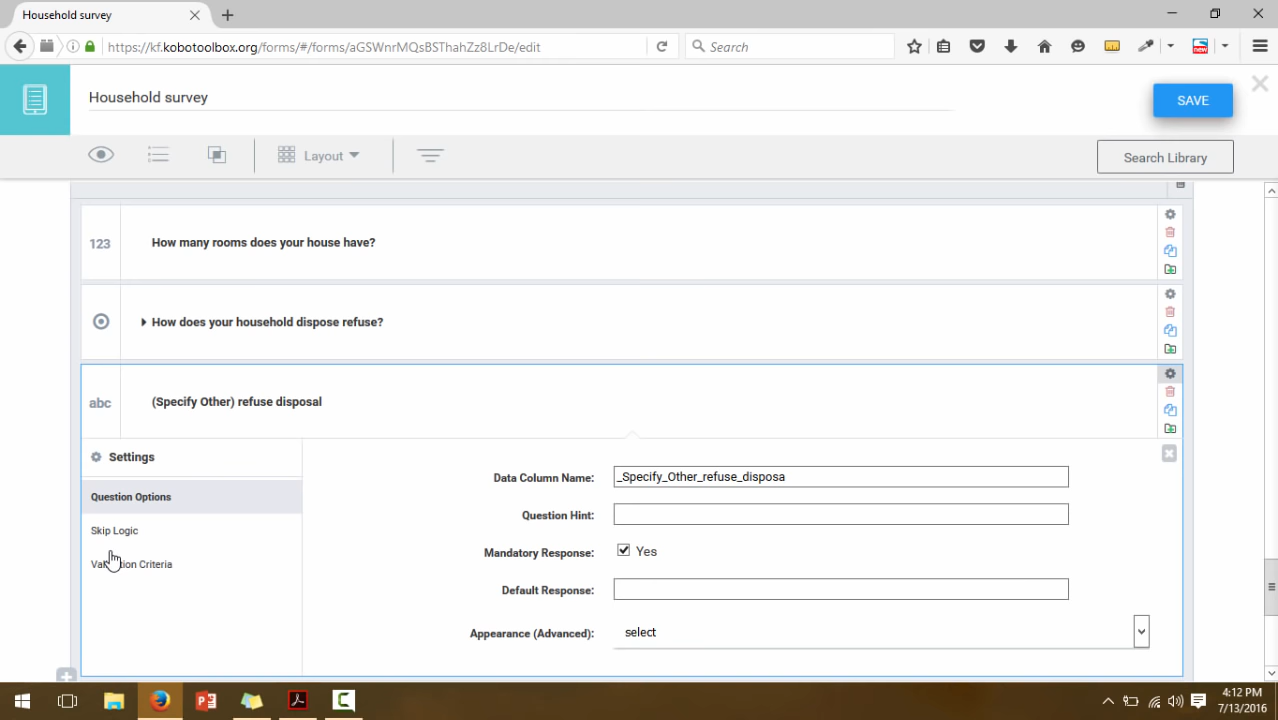 Household survey
https://kf.kobotoolbox.org/forms/#/forms/aGSWnrMQsBSThahZz8LrDe/edit
Search
new
Household survey
SAVE
Layout
Search Library
123
How many rooms does your house have?
How does your household dispose refuse?
abc
(Specify Other) refuse disposal
Settings
Question Options
Skip Logic
Validation Criteria
Data Column Name:
_Specify_Other_refuse_disposa
Question Hint:
Mandatory Response:
Yes
Default Response:
Appearance (Advanced):
select
4:12 PM
7/13/2016